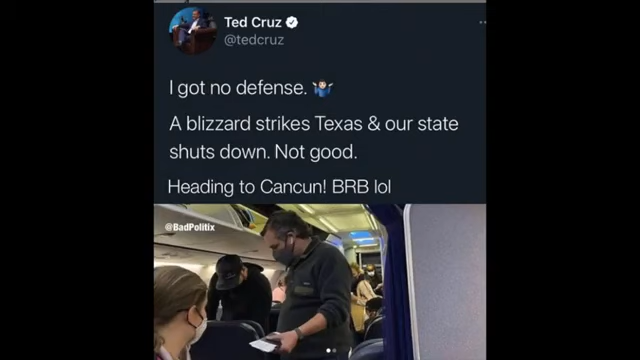 Ted Cruz
@tedcruz
I got no defense. 🤷🏻‍♂️
A blizzard strikes Texas & our state
shuts down. Not good.
Heading to Cancun! BRB lol
@BadPolitix